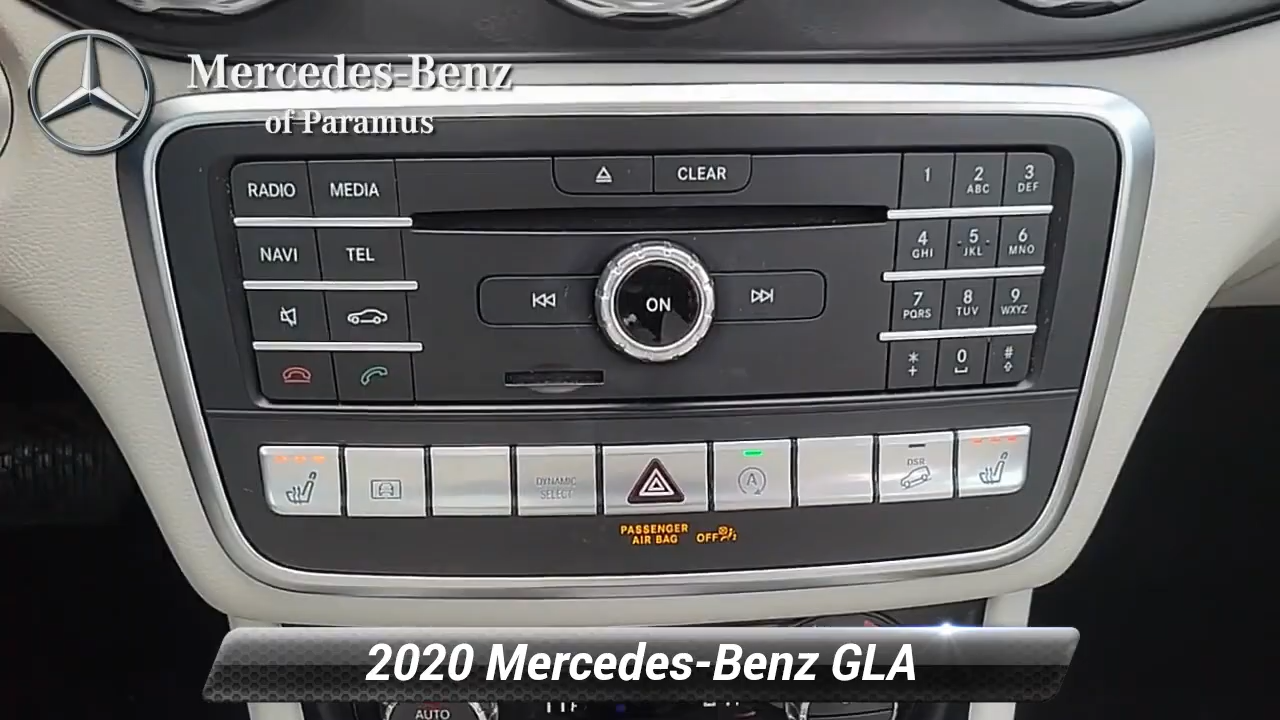 Mercedes-Benz
of Paramus
RADIO MEDIA
CLEAR
1 2 ABC 3 DEF
NAVI TEL
4 GHI 5 JKL 6 MNO
ON
7 PQRS 8 TUV 9 WXYZ
* + 0 #
DYNAMIC
SELECT
A
DSR
PASSENGER
AIR BAG OFF
2020 Mercedes-Benz GLA
AUTO